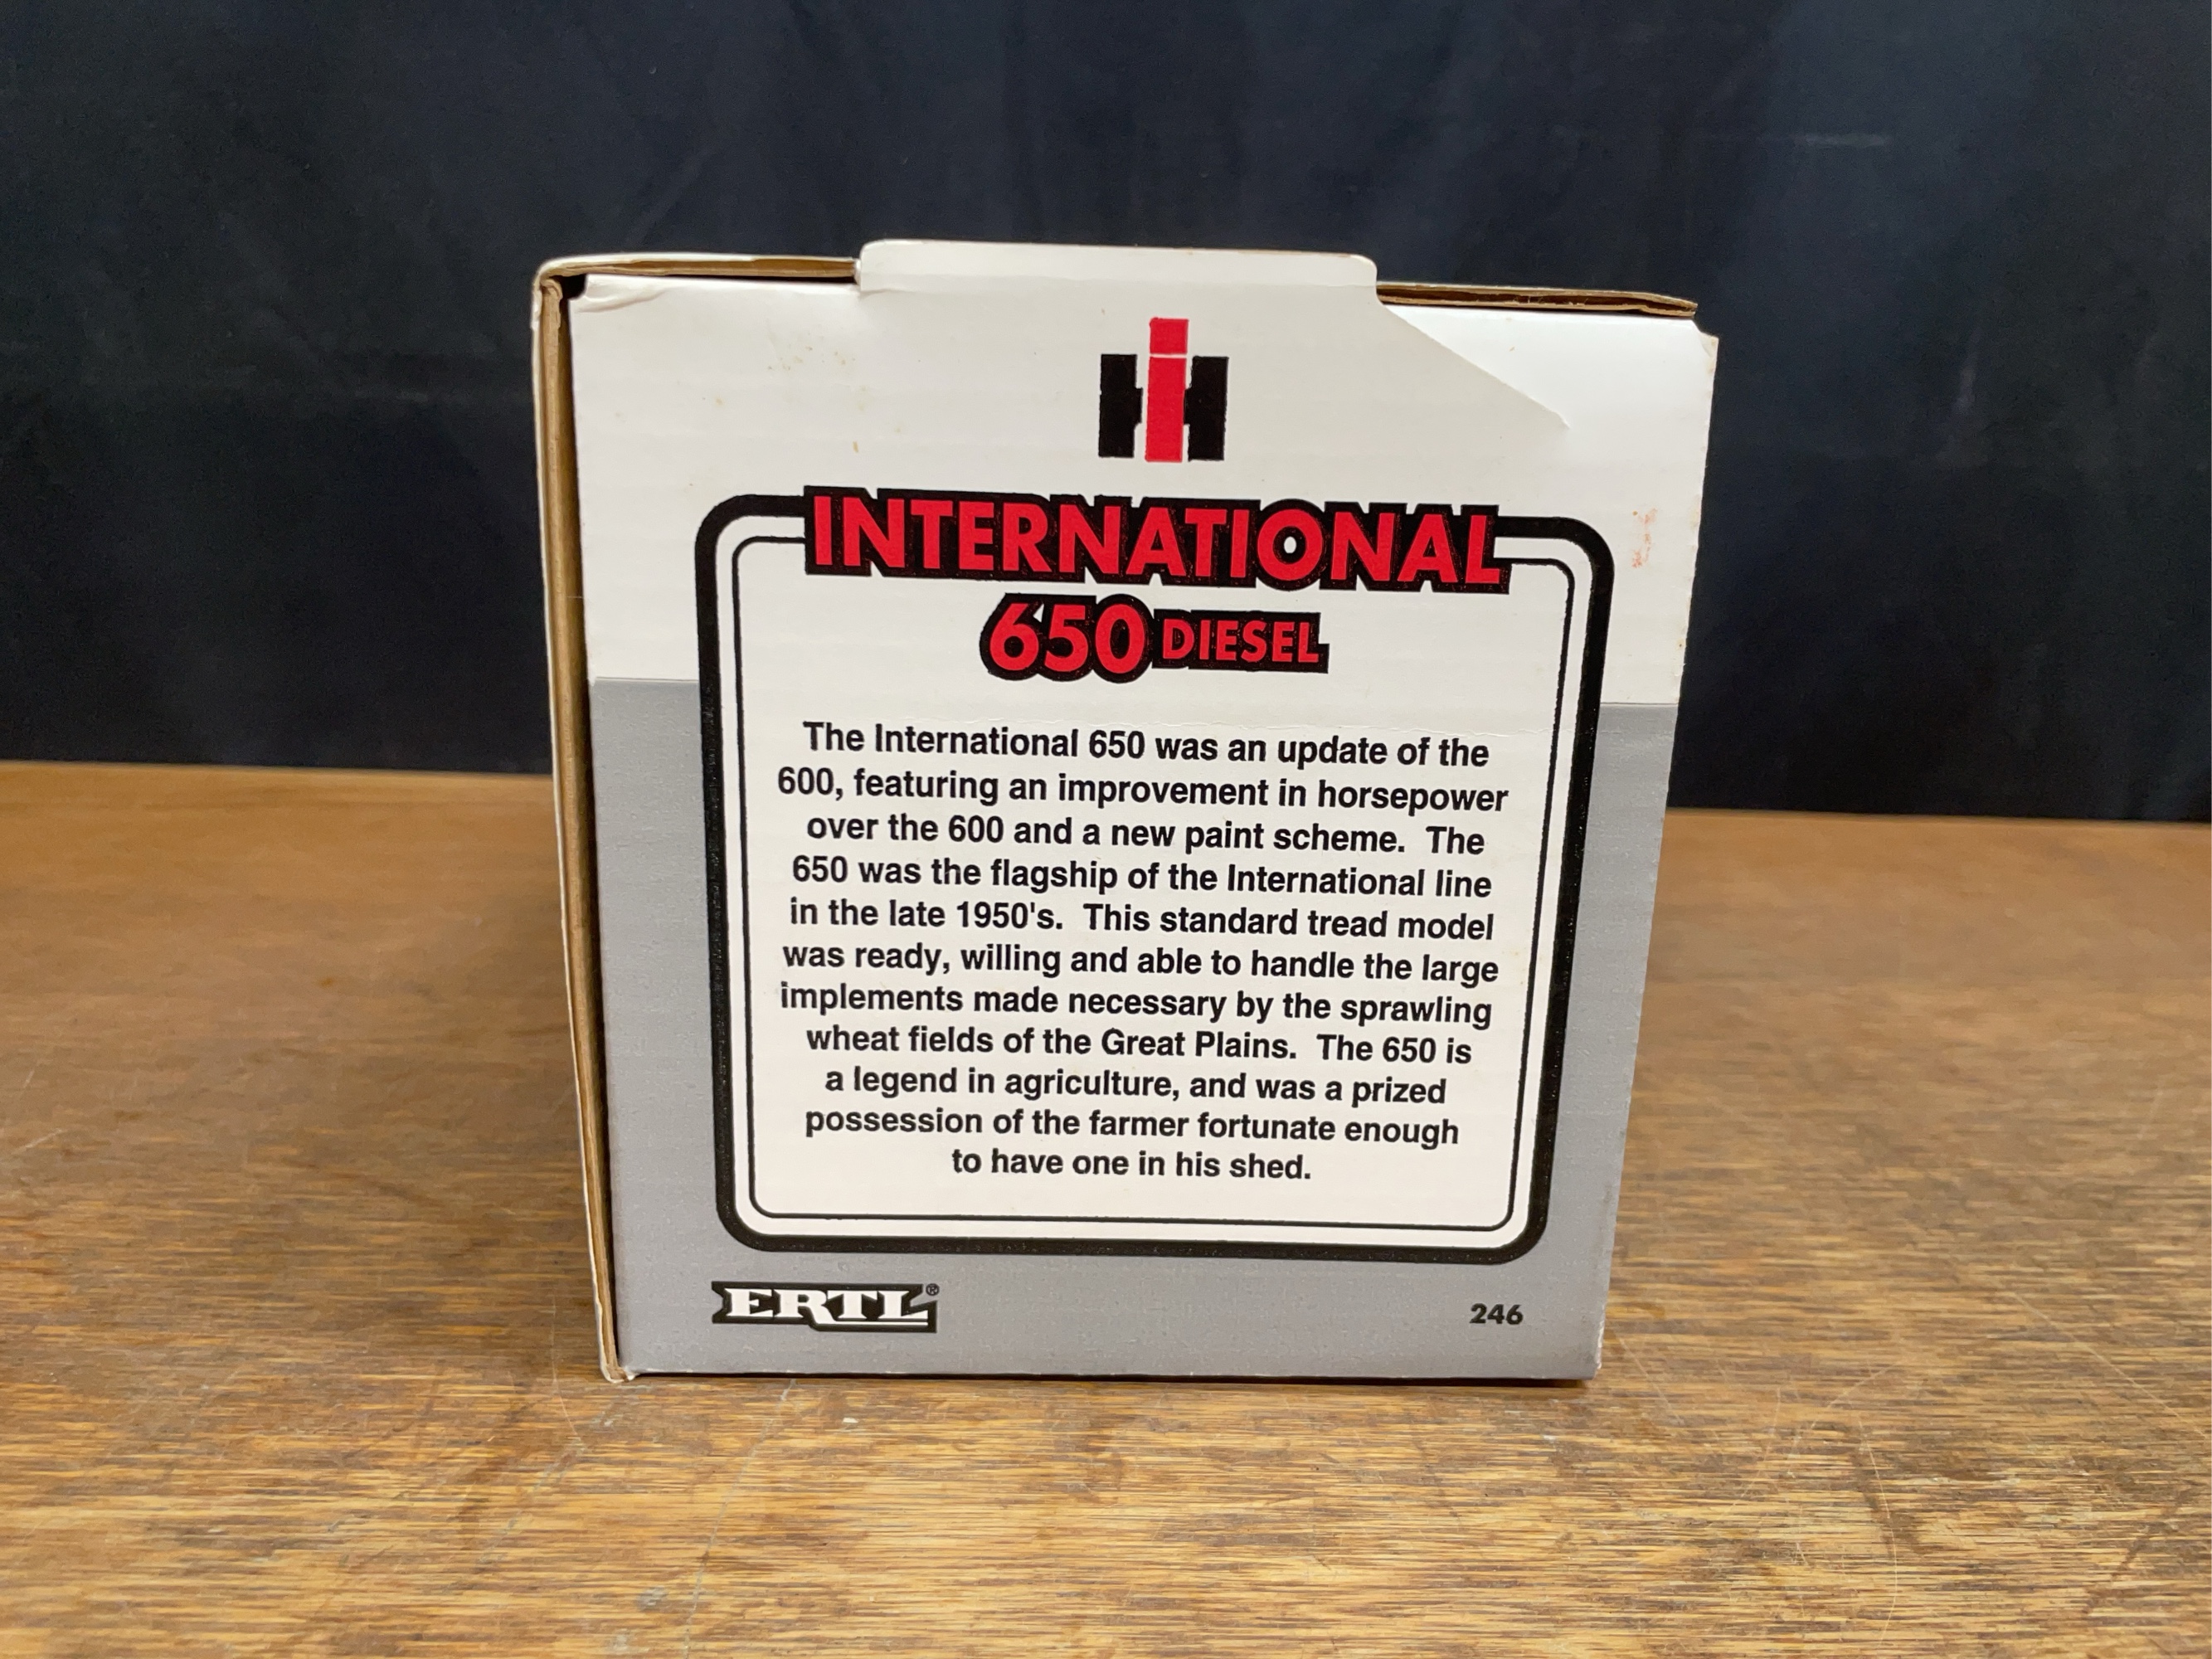 IH
INTERNATIONAL
650 DIESEL
The International 650 was an update of the
600, featuring an improvement in horsepower
over the 600 and a new paint scheme. The
650 was the flagship of the International line
in the late 1950's. This standard tread model
was ready, willing and able to handle the large
implements made necessary by the sprawling
wheat fields of the Great Plains. The 650 is
a legend in agriculture, and was a prized
possession of the farmer fortunate enough
to have one in his shed.
ERTL®
246